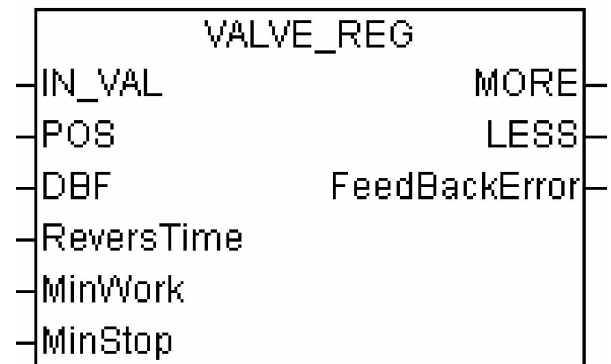 VALVE_REG
IN_VAL MORE
POS LESS
DBF FeedBackError
ReversTime
MinWork
MinStop